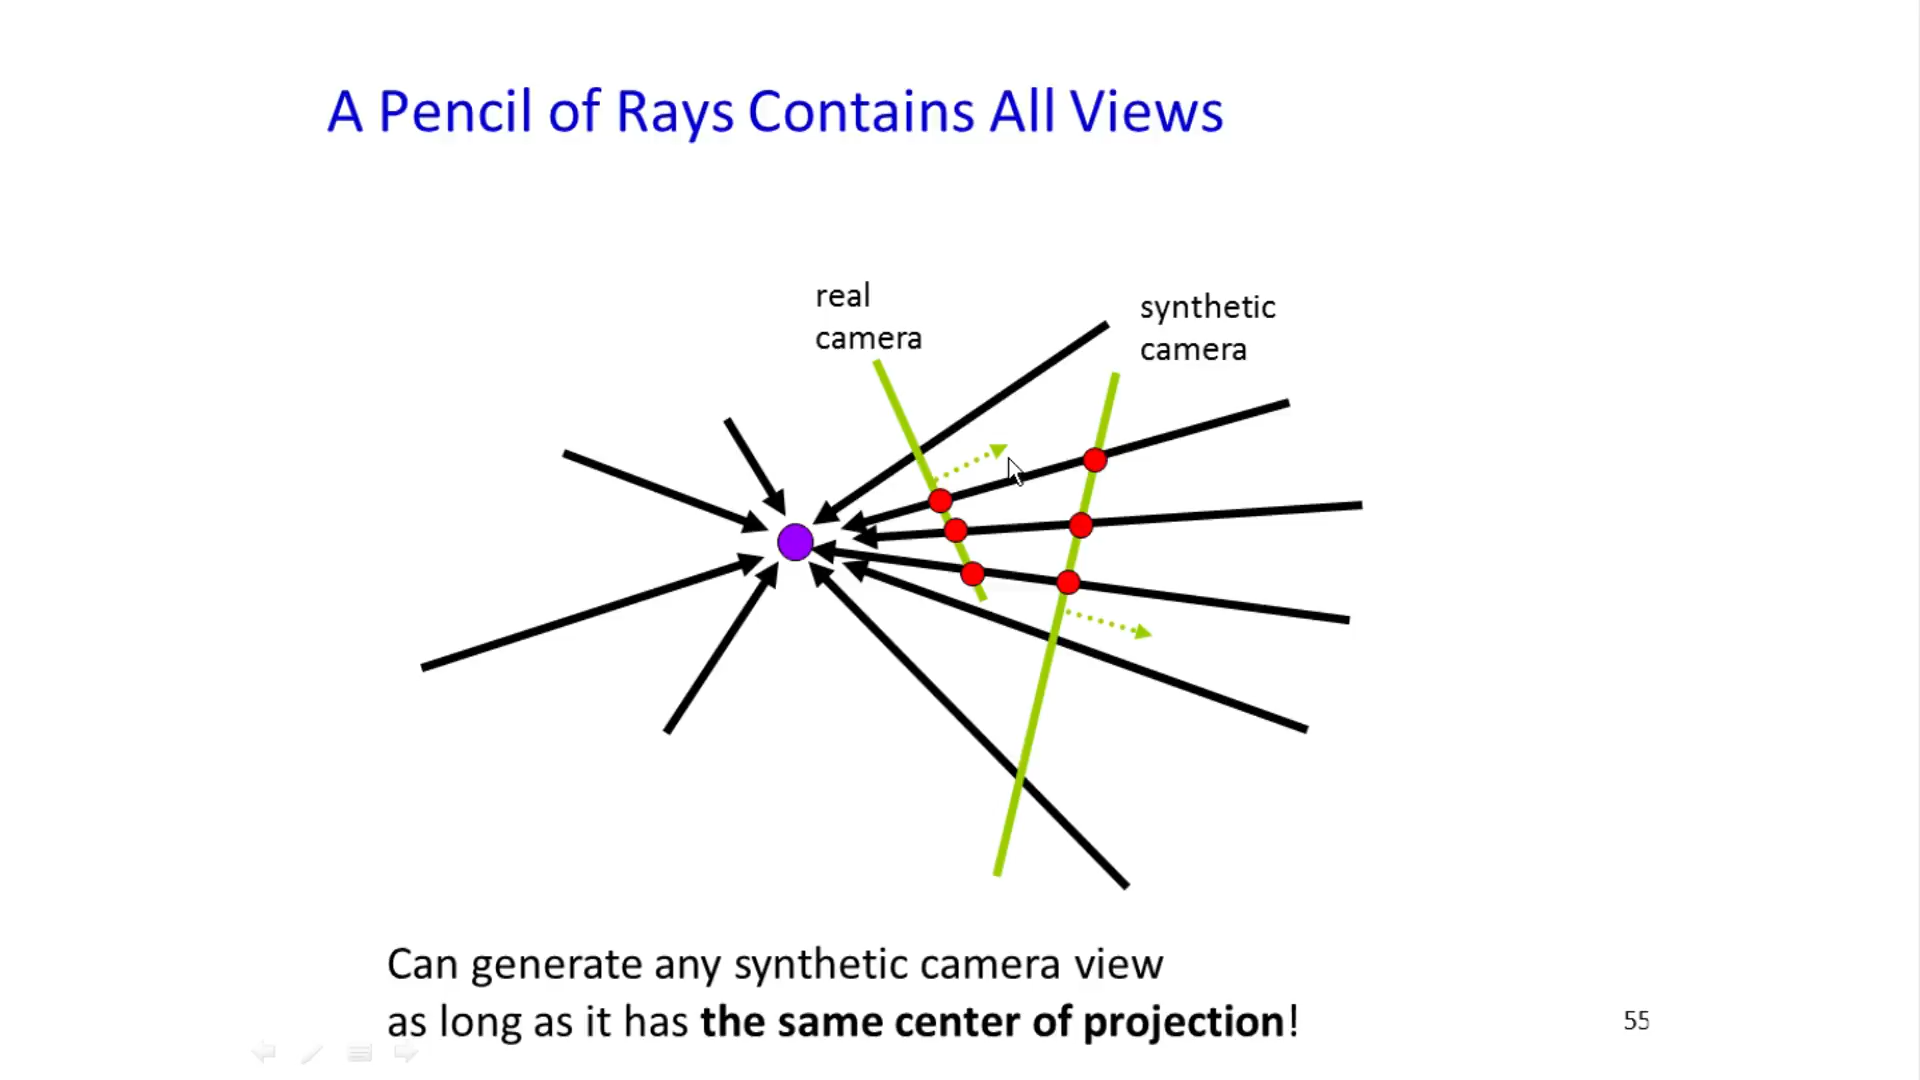 A Pencil of Rays Contains All Views
real
camera
synthetic
camera
Can generate any synthetic camera view
as long as it has the same center of projection!
55